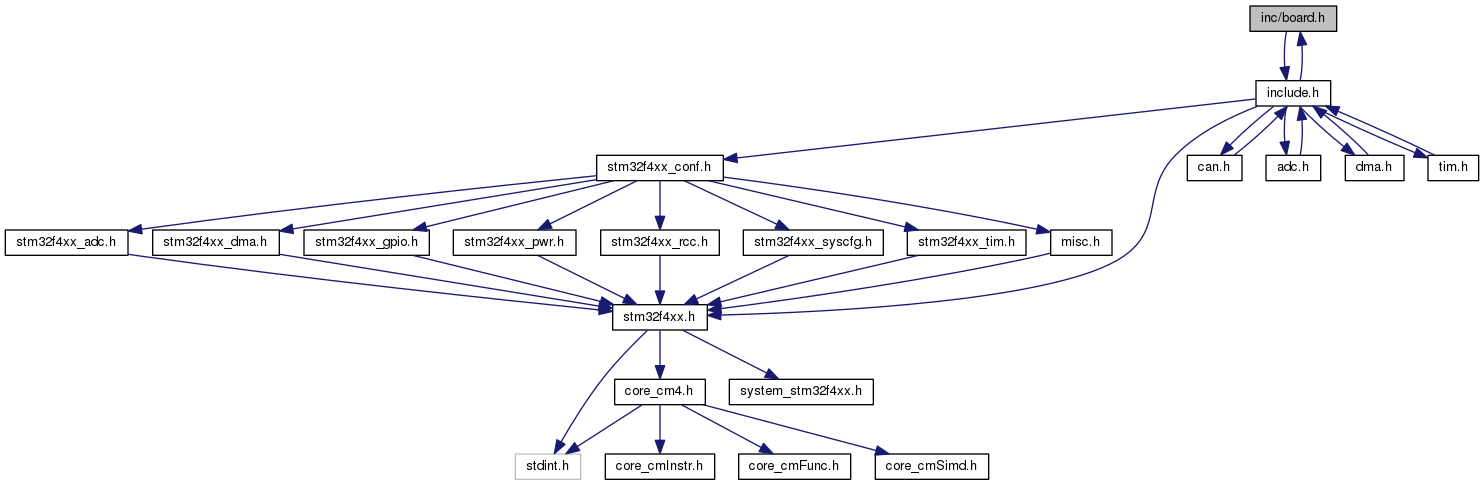 inc/board.h
include.h
stm32f4xx_conf.h
can.h
adc.h
dma.h
tim.h
stm32f4xx_adc.h
stm32f4xx_dma.h
stm32f4xx_gpio.h
stm32f4xx_pwr.h
stm32f4xx_rcc.h
stm32f4xx_syscfg.h
stm32f4xx_tim.h
misc.h
stm32f4xx.h
core_cm4.h
system_stm32f4xx.h
stdint.h
core_cmInstr.h
core_cmFunc.h
core_cmSimd.h